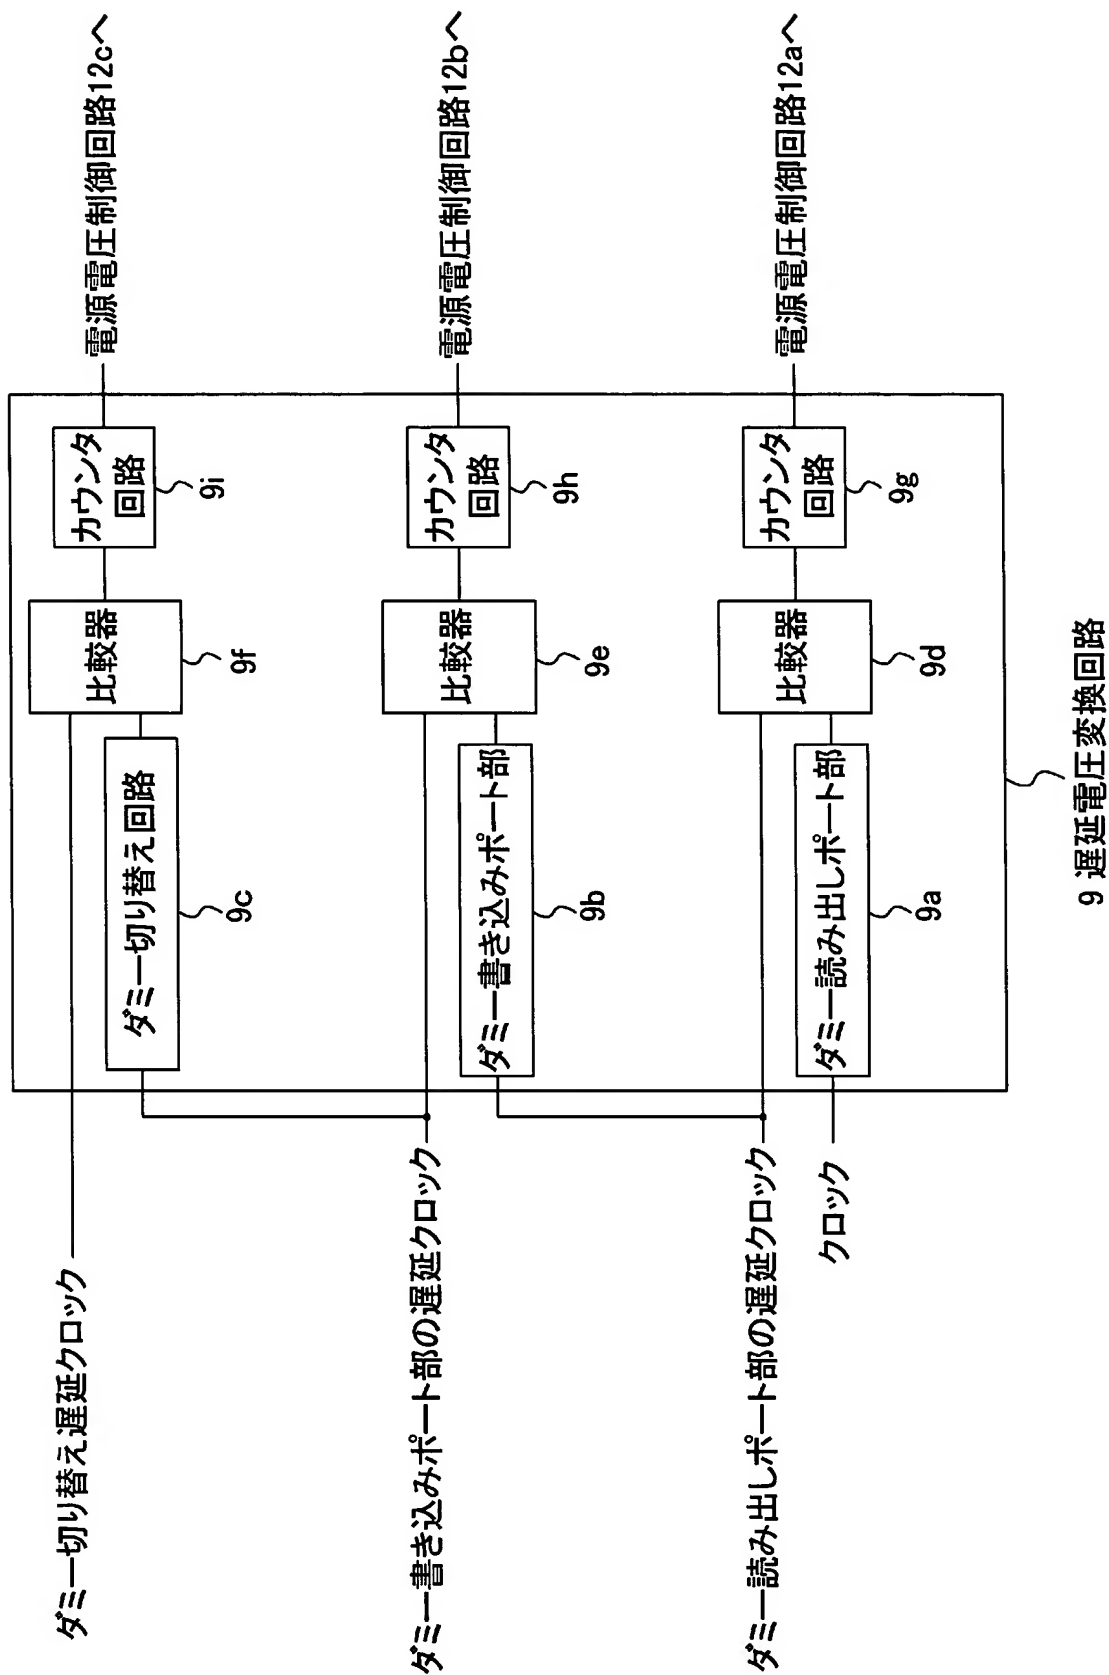 ダミー切り替え遅延クロック
ダミー切り替え回路
9c
比較器
9f
カウンタ
回路
9i
電源電圧制御回路12cへ
ダミー書き込みポート部の遅延クロック
ダミー書き込みポート部
9b
比較器
9e
カウンタ
回路
9h
電源電圧制御回路12bへ
ダミー読み出しポート部の遅延クロック
クロック
ダミー読み出しポート部
9a
比較器
9d
カウンタ
回路
9g
電源電圧制御回路12aへ
9 遅延電圧変換回路